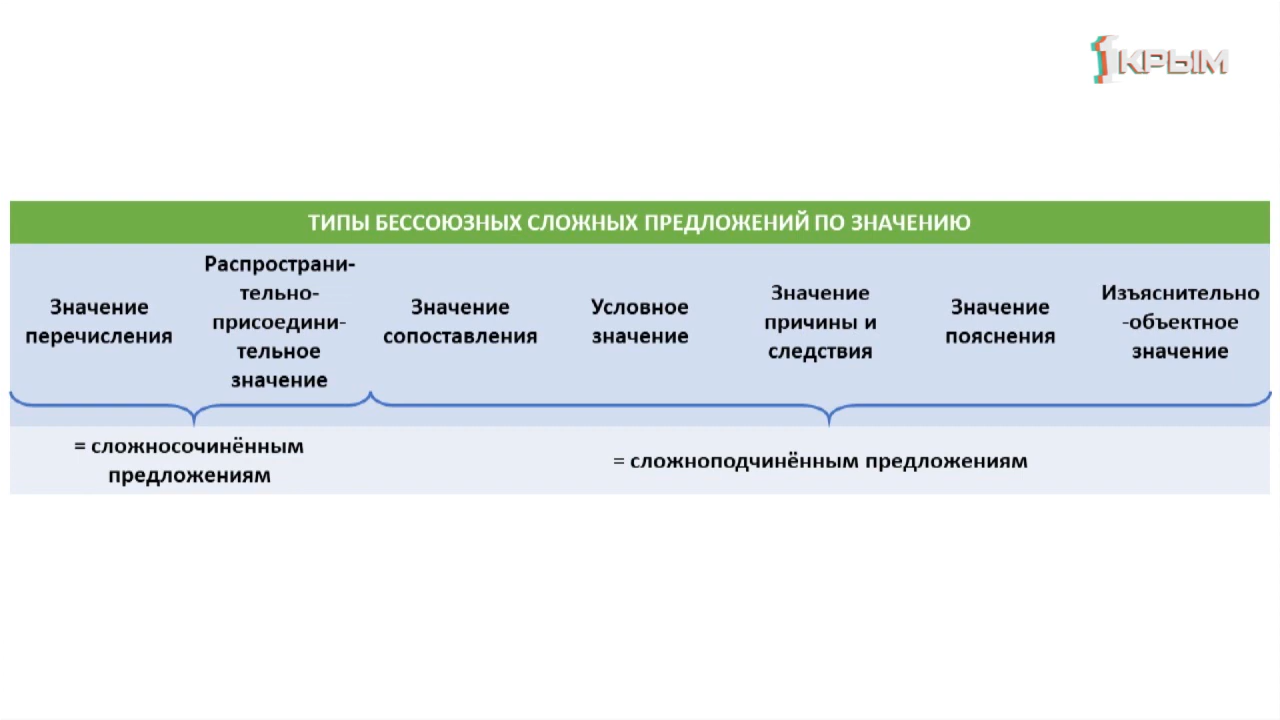 1 КРЫМ
ТИПЫ БЕССОЮЗНЫХ СЛОЖНЫХ ПРЕДЛОЖЕНИЙ ПО ЗНАЧЕНИЮ
Значение
перечисления
Распространи-
тельно-
присоедини-
тельное
значение
Значение
сопоставления
Условное
значение
Значение
причины и
следствия
Значение
пояснения
Изъяснительно
-объектное
значение
= сложносочинённым
предложениям
= сложноподчинённым предложениям